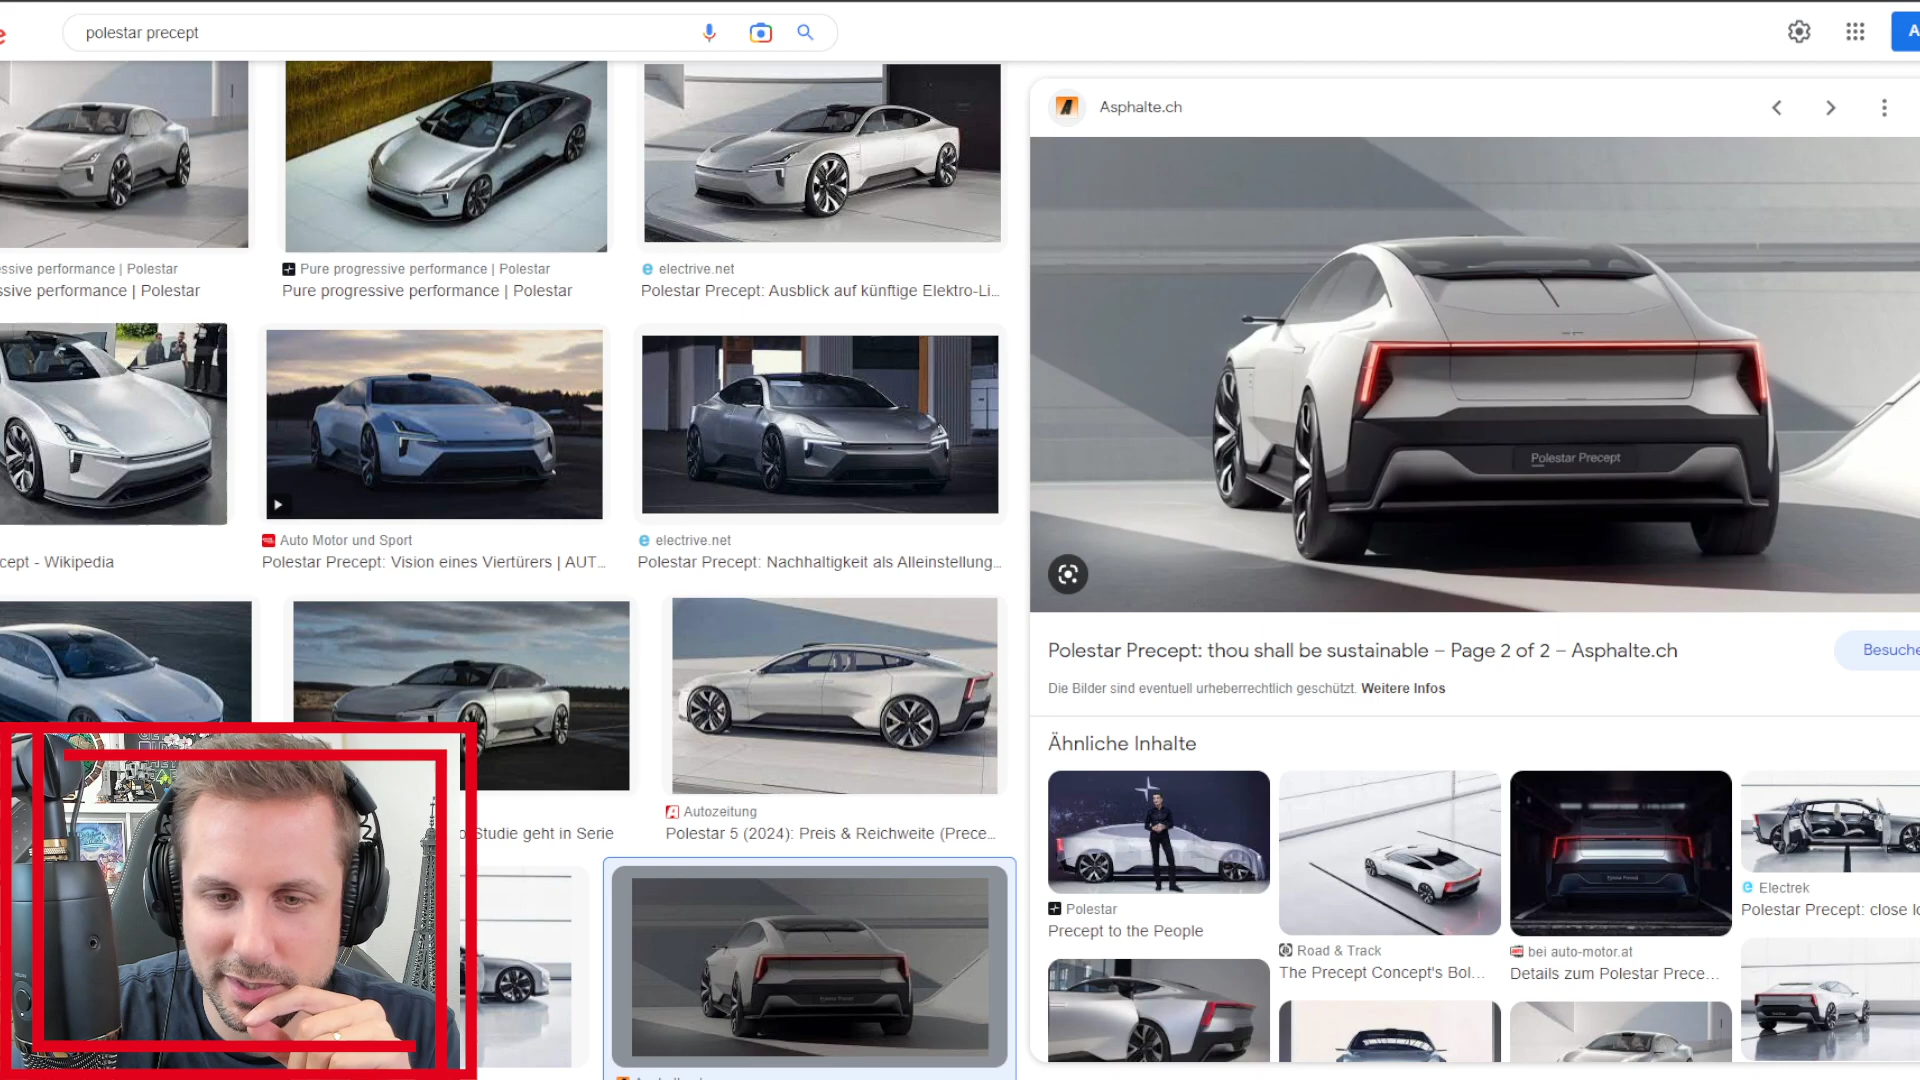 polestar precept
Asphalte.ch
ssive performance | Polestar
ssive performance | Polestar
Pure progressive performance | Polestar
Pure progressive performance | Polestar
electrive.net
Polestar Precept: Ausblick auf künftige Elektro-Li...
cept - Wikipedia
Auto Motor und Sport
Polestar Precept: Vision eines Viertürers | AUT...
electrive.net
Polestar Precept: Nachhaltigkeit als Alleinstellung...
Polestar Precept
Polestar Precept: thou shall be sustainable – Page 2 of 2 – Asphalte.ch
Besuche
Die Bilder sind eventuell urheberrechtlich geschützt. Weitere Infos
Ähnliche Inhalte
Studie geht in Serie
Autozeitung
Polestar 5 (2024): Preis & Reichweite (Prece...
Polestar
Precept to the People
Road & Track
The Precept Concept's Bol...
bei auto-motor.at
Details zum Polestar Prece...
Electrek
Polestar Precept: close lo